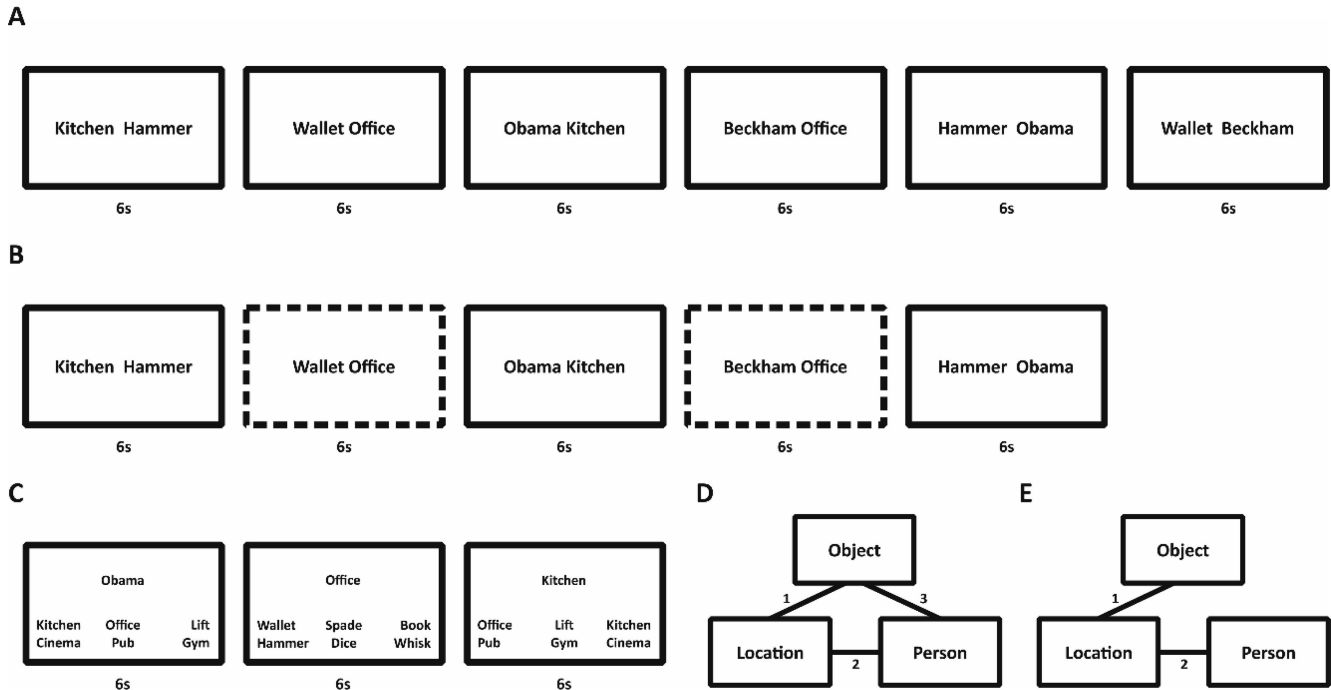 A
Kitchen Hammer
Wallet Office
Obama Kitchen
Beckham Office
Hammer Obama
Wallet Beckham
6s
6s
6s
6s
6s
6s
B
Kitchen Hammer
Wallet Office
Obama Kitchen
Beckham Office
Hammer Obama
6s
6s
6s
6s
6s
C
Obama
Kitchen Office Lift
Cinema Pub Gym
6s
Office
Wallet Spade Book
Hammer Dice Whisk
6s
Kitchen
Office Lift Kitchen
Pub Gym Cinema
6s
D
Object
1
3
Location
2
Person
E
Object
1
Location
2
Person